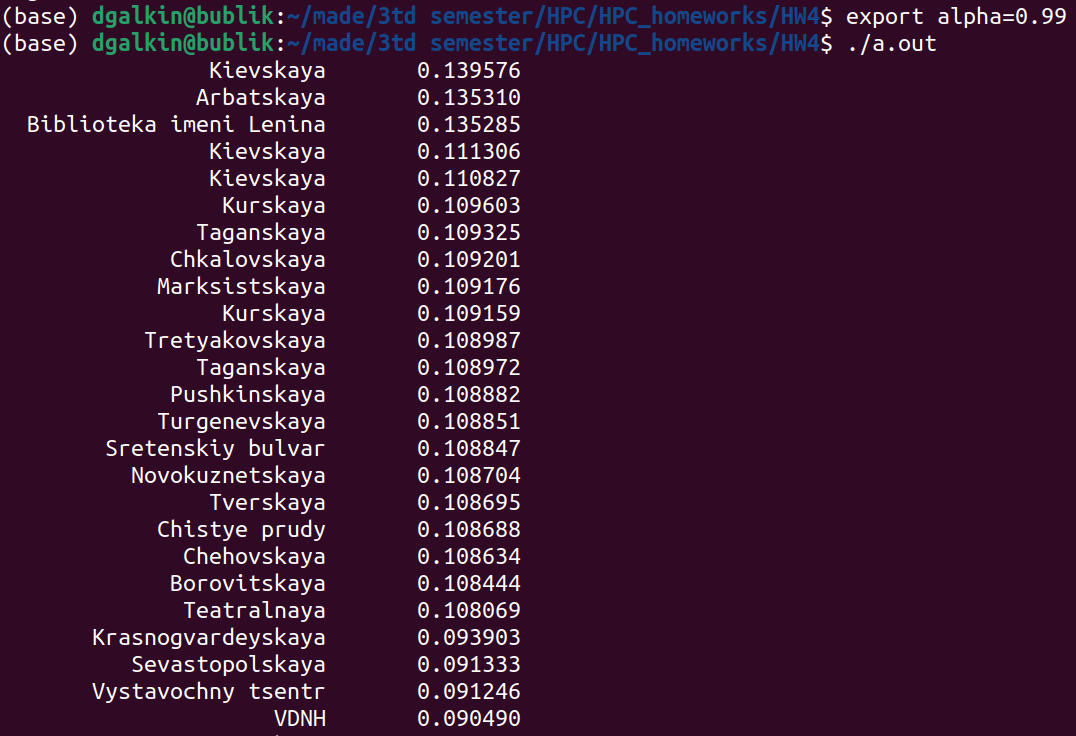 (base) dgalkin@bublik:~/made/3td semester/HPC/HPC_homeworks/HW4$ export alpha=0.99
(base) dgalkin@bublik:~/made/3td semester/HPC/HPC_homeworks/HW4$ ./a.out
Kievskaya 0.139576
Arbatskaya 0.135310
Biblioteka imeni Lenina 0.135285
Kievskaya 0.111306
Kievskaya 0.110827
Kurskaya 0.109603
Taganskaya 0.109325
Chkalovskaya 0.109201
Marksistskaya 0.109176
Kurskaya 0.109159
Tretyakovskaya 0.108987
Taganskaya 0.108972
Pushkinskaya 0.108882
Turgenevskaya 0.108851
Sretenskiy bulvar 0.108847
Novokuznetskaya 0.108704
Tverskaya 0.108695
Chistye prudy 0.108688
Chehovskaya 0.108634
Borovitskaya 0.108444
Teatralnaya 0.108069
Krasnogvardeyskaya 0.093903
Sevastopolskaya 0.091333
Vystavochny tsentr 0.091246
VDNH 0.090490